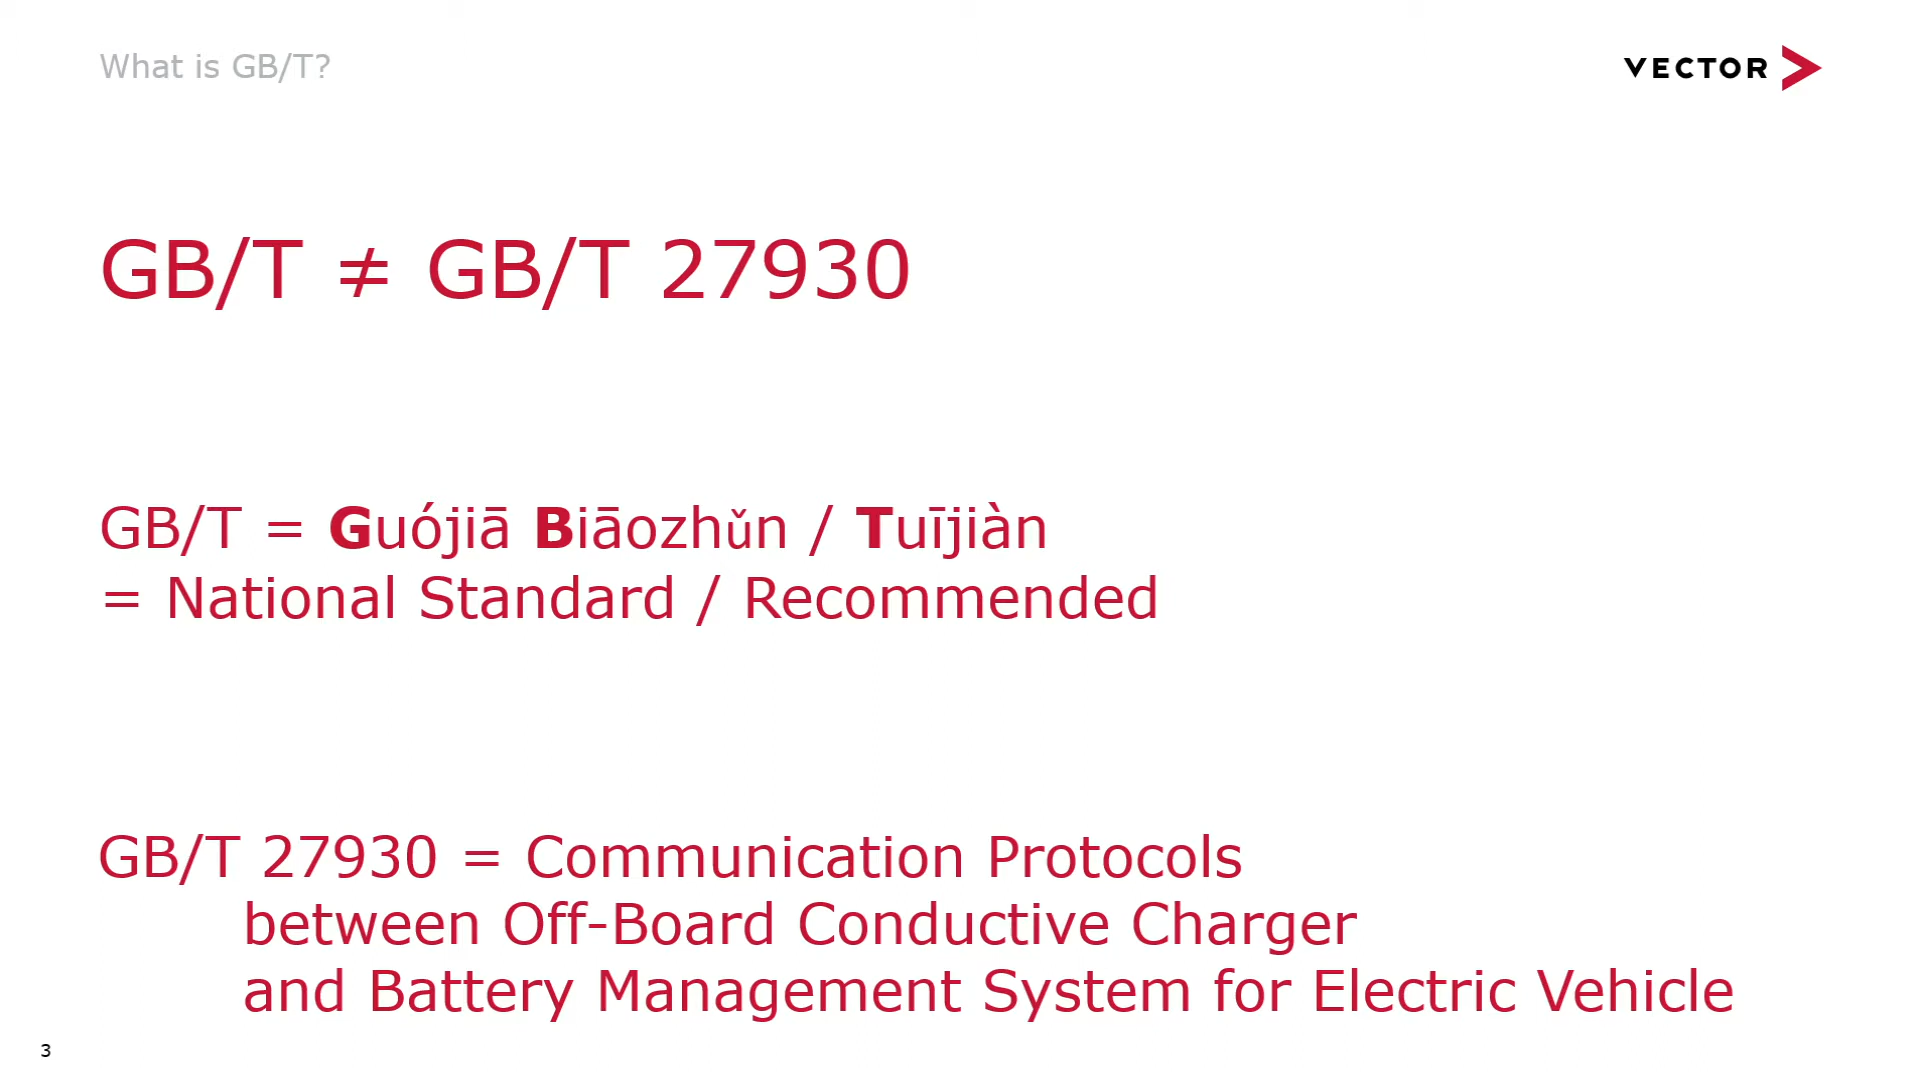 What is GB/T?
VECTOR
GB/T ≠ GB/T 27930
GB/T = Guójiā Biāozhǔn / Tuījiàn
= National Standard / Recommended
GB/T 27930 = Communication Protocols
between Off-Board Conductive Charger
and Battery Management System for Electric Vehicle
3